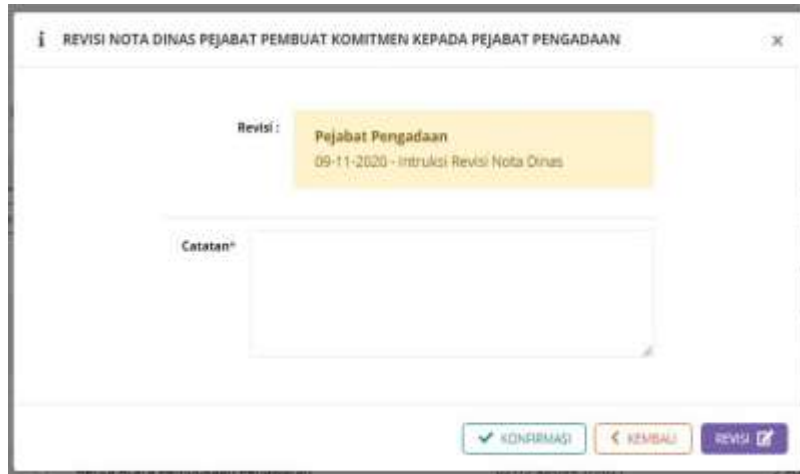 i REVISI NOTA DINAS PEJABAT PEMBUAT KOMITMEN KEPADA PEJABAT PENGADAAN ×
Revisi :
Pejabat Pengadaan
09-11-2020 - Intruksi Revisi Nota Dinas
Catatan*
KONFIRMASI KEMBALI REVISI